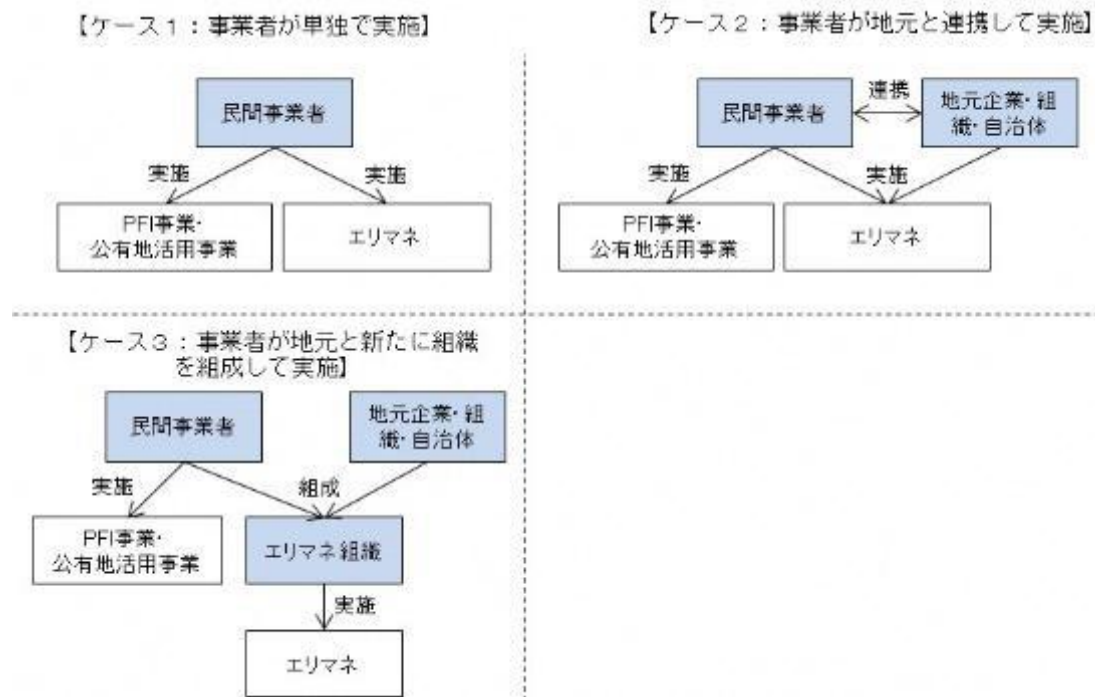 【ケース１：事業者が単独で実施】
民間事業者
実施
実施
PFI事業・
公有地活用事業
エリマネ
【ケース２：事業者が地元と連携して実施】
民間事業者
連携
地元企業・組
織・自治体
実施
実施
PFI事業・
公有地活用事業
エリマネ
【ケース３：事業者が地元と新たに組織
を組成して実施】
民間事業者
地元企業・組
織・自治体
実施
組成
PFI事業・
公有地活用事業
エリマネ組織
実施
エリマネ